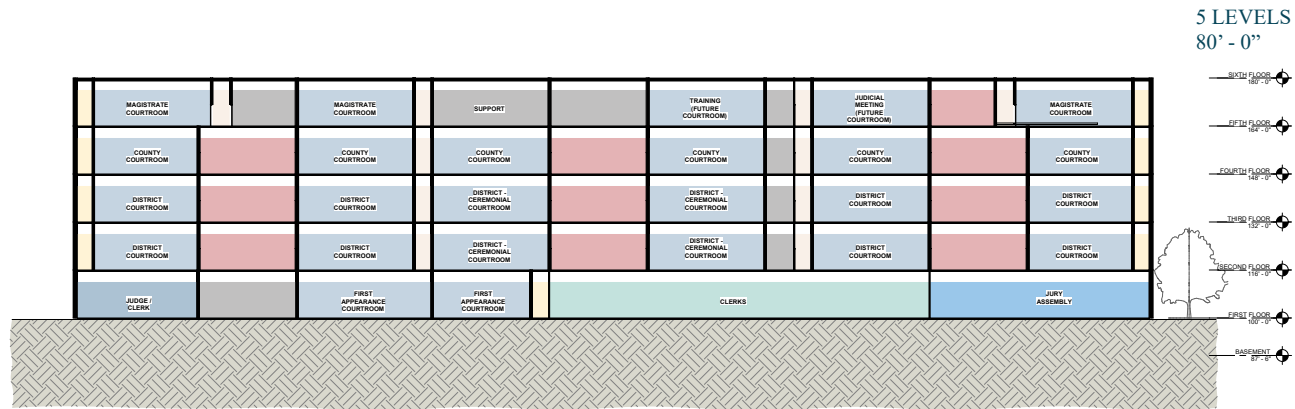 5 LEVELS
80' - 0"
SIXTH FLOOR
180' - 0"
MAGISTRATE
COURTROOM
MAGISTRATE
COURTROOM
SUPPORT
TRAINING
(FUTURE
COURTROOM)
JUDICIAL
MEETING
(FUTURE
COURTROOM)
MAGISTRATE
COURTROOM
FIFTH FLOOR
164' - 0"
COUNTY
COURTROOM
COUNTY
COURTROOM
COUNTY
COURTROOM
COUNTY
COURTROOM
COUNTY
COURTROOM
COUNTY
COURTROOM
FOURTH FLOOR
148' - 0"
DISTRICT
COURTROOM
DISTRICT
COURTROOM
DISTRICT -
CEREMONIAL
COURTROOM
DISTRICT -
CEREMONIAL
COURTROOM
DISTRICT
COURTROOM
DISTRICT
COURTROOM
THIRD FLOOR
132' - 0"
DISTRICT
COURTROOM
DISTRICT
COURTROOM
DISTRICT -
CEREMONIAL
COURTROOM
DISTRICT -
CEREMONIAL
COURTROOM
DISTRICT
COURTROOM
DISTRICT
COURTROOM
SECOND FLOOR
116' - 0"
JUDGE /
CLERK
FIRST
APPEARANCE
COURTROOM
FIRST
APPEARANCE
COURTROOM
CLERKS
JURY
ASSEMBLY
FIRST FLOOR
100' - 0"
BASEMENT
87' - 6"